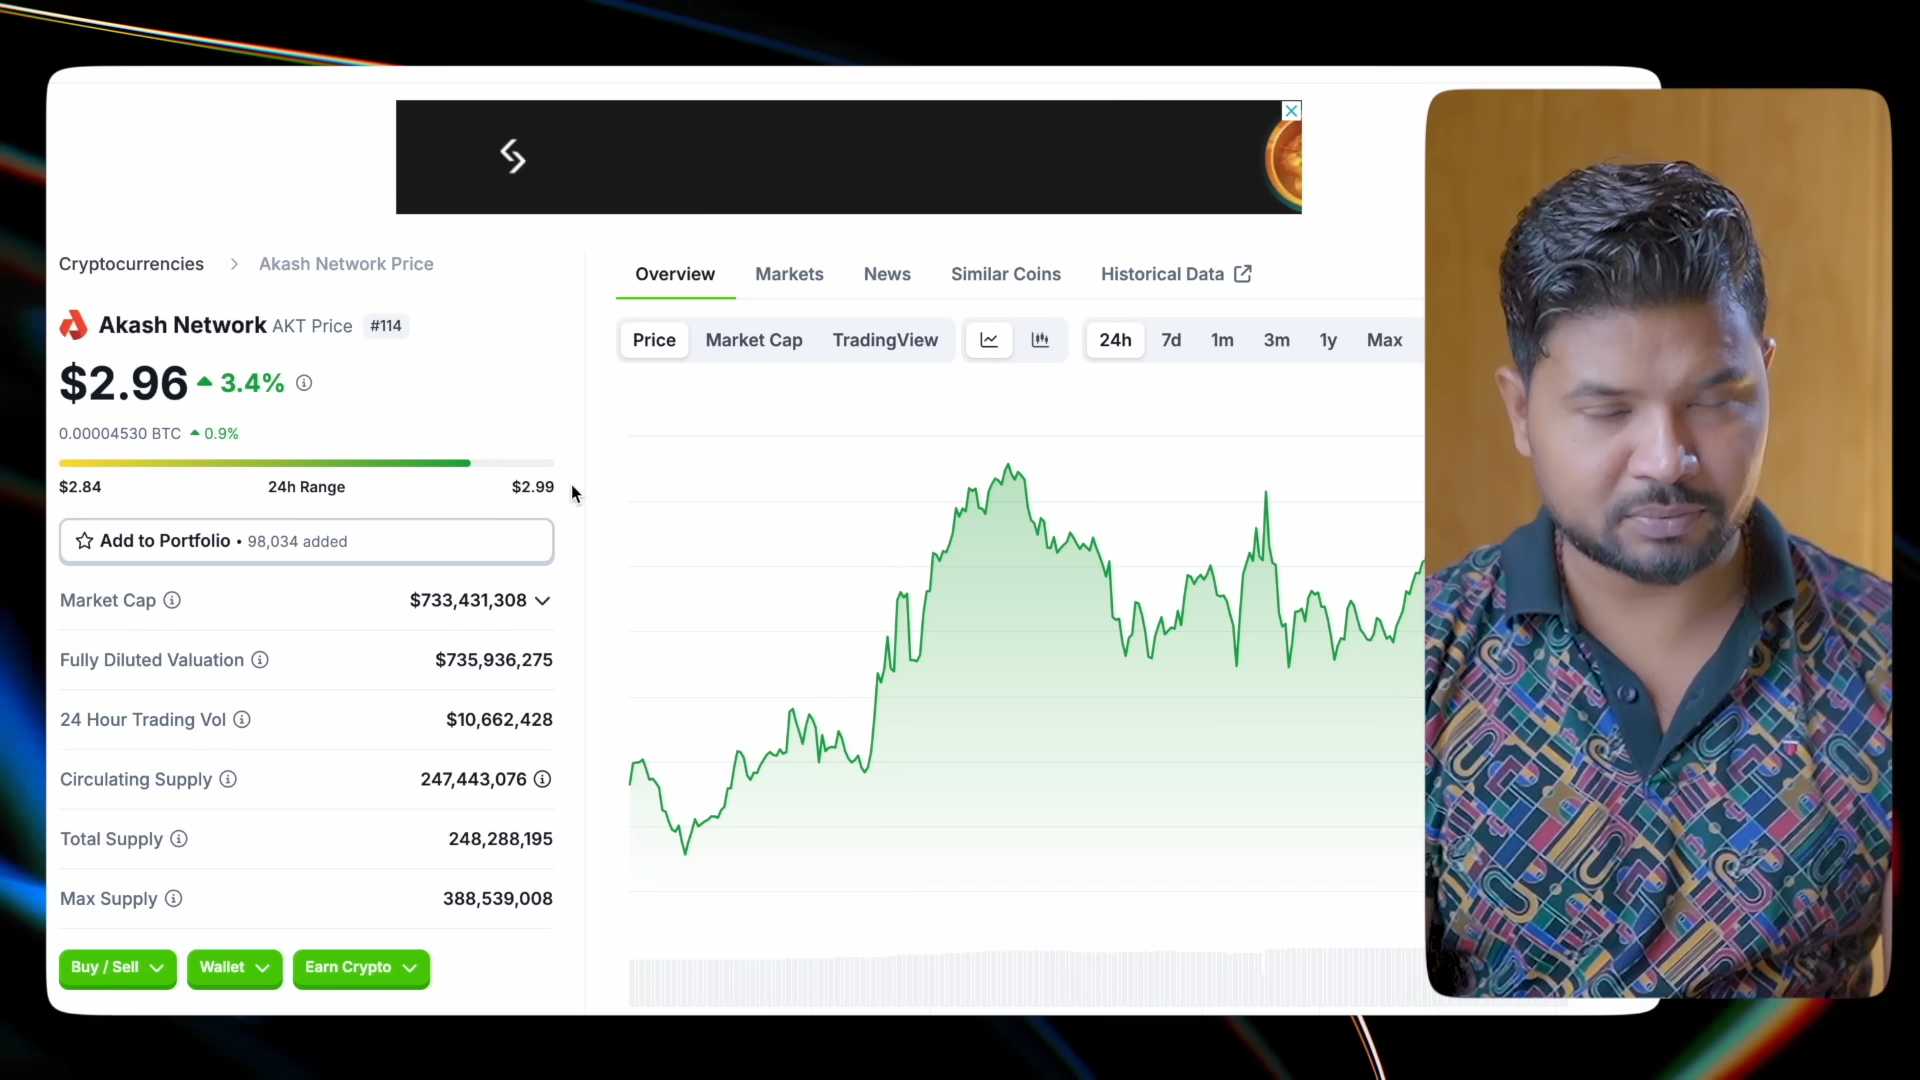 Cryptocurrencies > Akash Network Price
Akash Network AKT Price #114
$2.96 3.4%
0.00004530 BTC 0.9%
$2.84 24h Range $2.99
Add to Portfolio • 98,034 added
Market Cap $733,431,308
Fully Diluted Valuation $735,936,275
24 Hour Trading Vol $10,662,428
Circulating Supply 247,443,076
Total Supply 248,288,195
Max Supply 388,539,008
Buy / Sell Wallet Earn Crypto
Overview Markets News Similar Coins Historical Data
Price Market Cap TradingView 24h 7d 1m 3m 1y Max